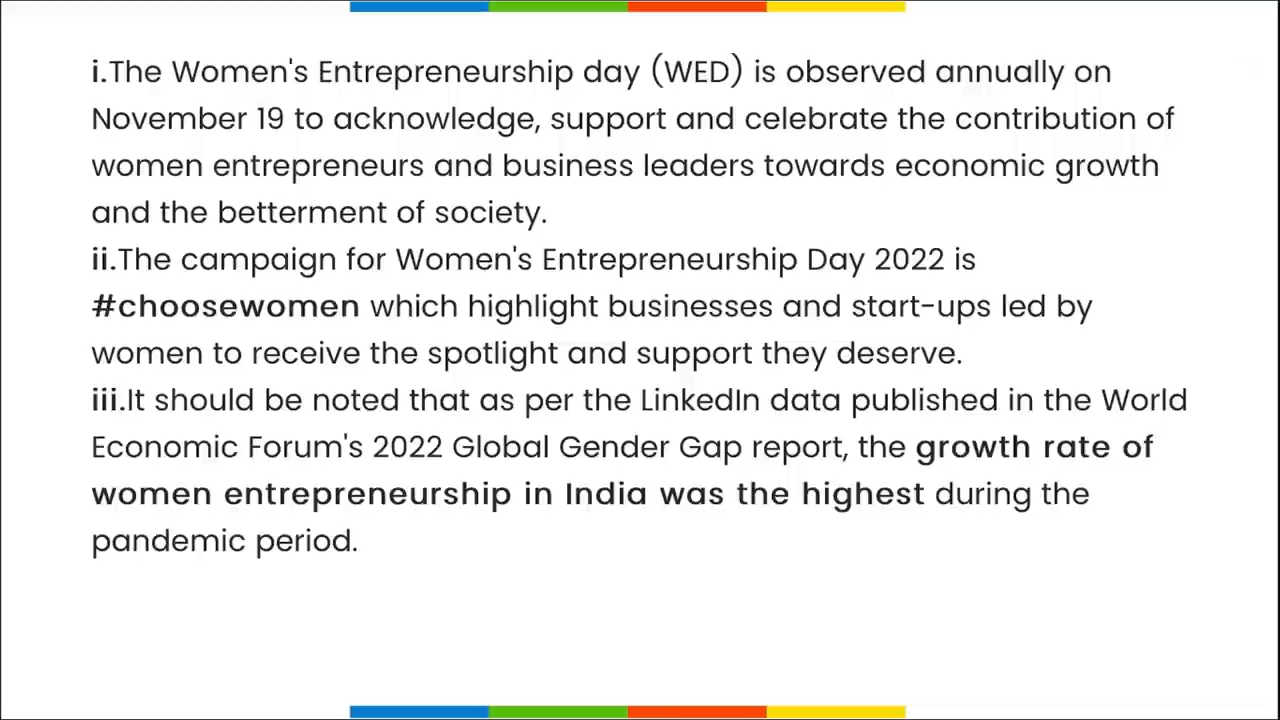 i.The Women's Entrepreneurship day (WED) is observed annually on
November 19 to acknowledge, support and celebrate the contribution of
women entrepreneurs and business leaders towards economic growth
and the betterment of society.
ii.The campaign for Women's Entrepreneurship Day 2022 is
#choosewomen which highlight businesses and start-ups led by
women to receive the spotlight and support they deserve.
iii.It should be noted that as per the LinkedIn data published in the World
Economic Forum's 2022 Global Gender Gap report, the growth rate of
women entrepreneurship in India was the highest during the
pandemic period.